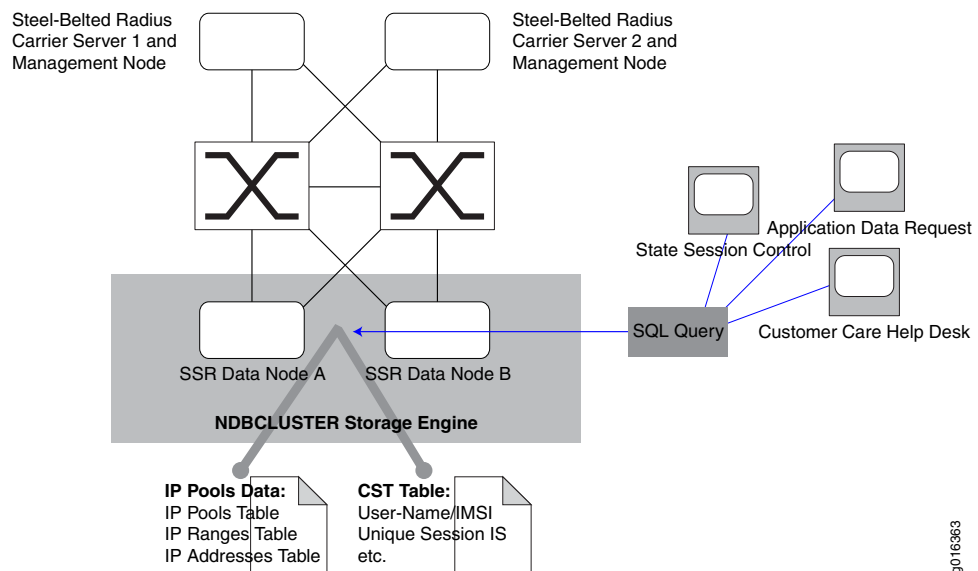 Steel-Belted Radius
Carrier Server 1 and
Management Node
Steel-Belted Radius
Carrier Server 2 and
Management Node
Application Data Request
State Session Control
SQL Query
Customer Care Help Desk
SSR Data Node A
SSR Data Node B
NDBCLUSTER Storage Engine
IP Pools Data:
IP Pools Table
IP Ranges Table
IP Addresses Table
CST Table:
User-Name/IMSI
Unique Session IS
etc.
g016363